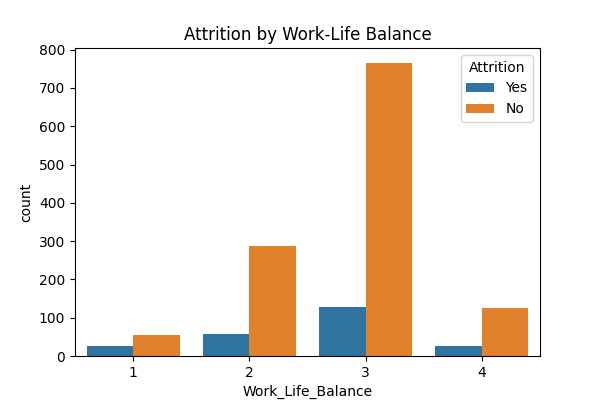 Attrition by Work-Life Balance
800
700
600
500
400
300
200
100
0
count
Attrition
Yes
No
1 2 3 4
Work_Life_Balance